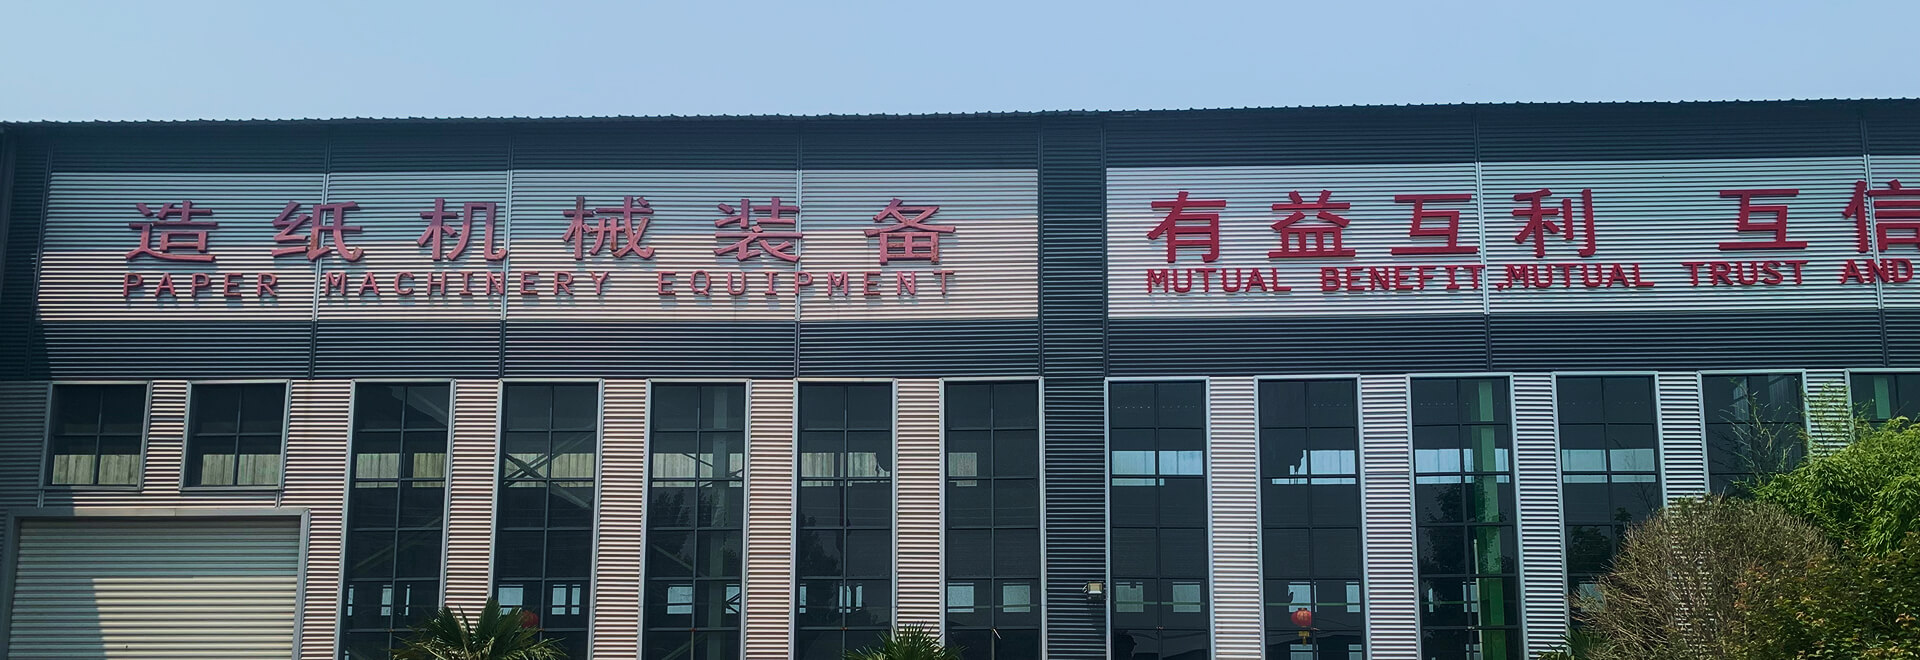 造纸机械装备
PAPER MACHINERY EQUIPMENT
有益互利 互信
MUTUAL BENEFIT,MUTUAL TRUST AND